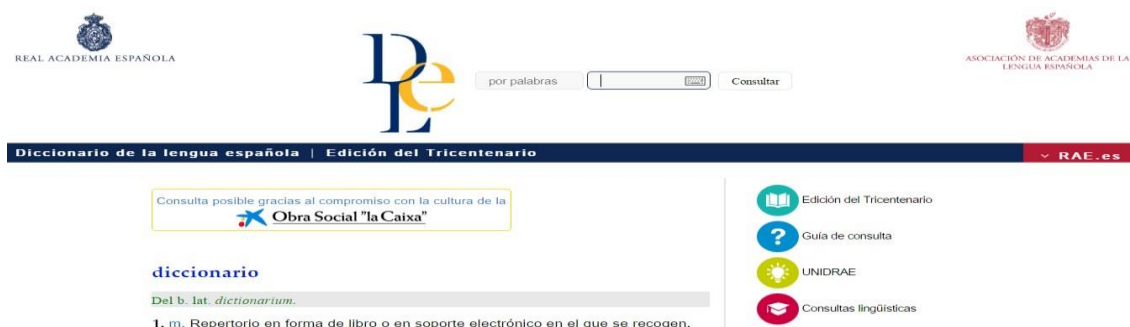 REAL ACADEMIA ESPAÑOLA
DLE
por palabras
Consultar
ASOCIACIÓN DE ACADEMIAS DE LA
LENGUA ESPAÑOLA
Diccionario de la lengua española | Edición del Tricentenario
RAE.es
Consulta posible gracias al compromiso con la cultura de la
Obra Social "la Caixa"
Edición del Tricentenario
Guía de consulta
UNIDRAE
Consultas lingüísticas
diccionario
Del b. lat. dictionarium.
1. m. Repertorio en forma de libro o en soporte electrónico en el que se recogen,